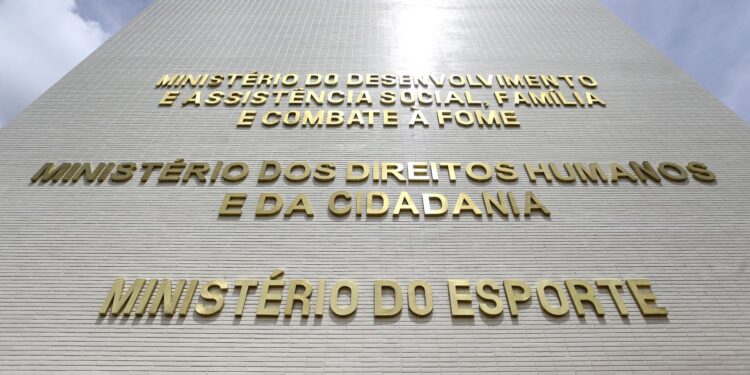 MINISTÉRIO DO DESENVOLVIMENTO
E ASSISTÊNCIA SOCIAL, FAMÍLIA
E COMBATE À FOME
MINISTÉRIO DOS DIREITOS HUMANOS
E DA CIDADANIA
MINISTÉRIO DO ESPORTE